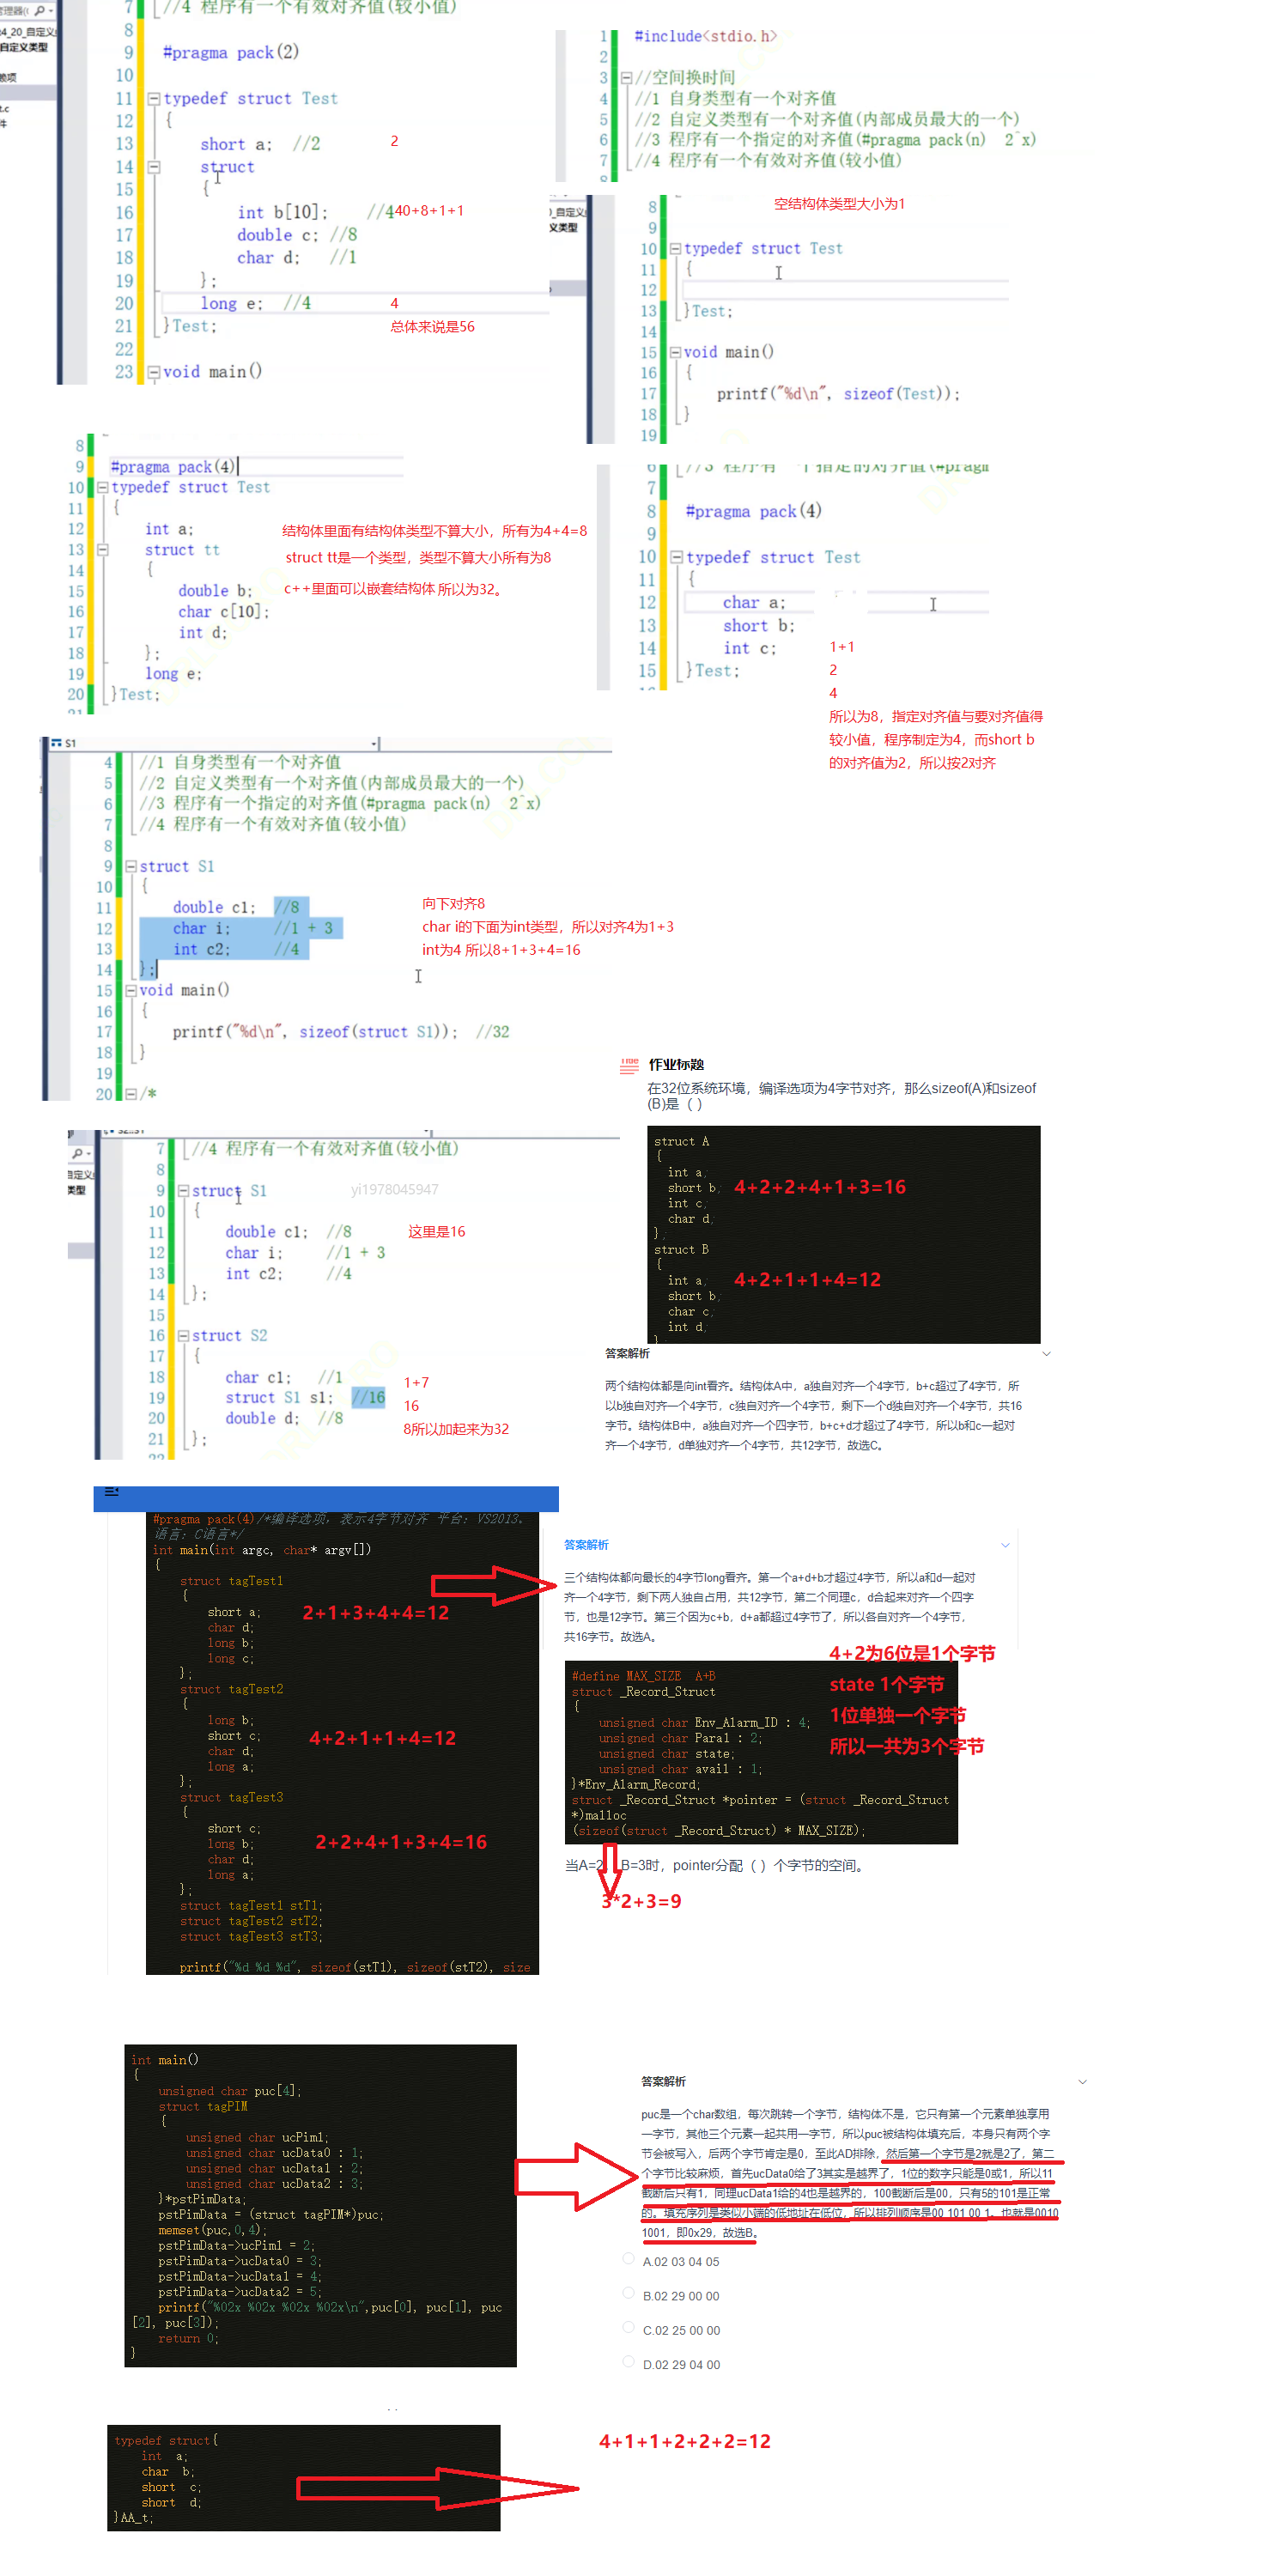 管理器(
4_20_自定义
自定义类型
赖项
t.c
件
7 //4 程序有一个有效对齐值(较小值)
8
9 #pragma pack(2)
10
11 typedef struct Test
12 {
13 short a; //2 2
14 struct
15 {
16 int b[10]; //440+8+1+1
17 double c; //8
18 char d; //1
19 };
20 long e; //4 4
21 }Test; 总体来说是56
22
23 void main()
1 #include<stdio.h>
2
3 //空间换时间
4 //1 自身类型有一个对齐值
5 //2 自定义类型有一个对齐值(内部成员最大的一个)
6 //3 程序有一个指定的对齐值(#pragma pack(n) 2^x)
7 //4 程序有一个有效对齐值(较小值)
义类型
8 空结构体类型大小为1
9
10 typedef struct Test
11 {
12
13 }Test;
14
15 void main()
16 {
17 printf("%d\n", sizeof(Test));
18 }
19
8
9 #pragma pack(4)
10 typedef struct Test
11 {
12 int a; 结构体里面有结构体类型不算大小，所有为4+4=8
13 struct tt struct tt是一个类型，类型不算大小所有为8
14 {
15 double b; c++里面可以嵌套结构体 所以为32。
16 char c[10];
17 int d;
18 };
19 long e;
20 }Test;
6 //3 程序有一个指定的对齐值(#pragm
7
8 #pragma pack(4)
9
10 typedef struct Test
11 {
12 char a;
13 short b;
14 int c; 1+1
15 }Test; 2
4
所以为8，指定对齐值与要对齐值得
较小值，程序制定为4，而short b
的对齐值为2，所以按2对齐
S1
4 //1 自身类型有一个对齐值
5 //2 自定义类型有一个对齐值(内部成员最大的一个)
6 //3 程序有一个指定的对齐值(#pragma pack(n) 2^x)
7 //4 程序有一个有效对齐值(较小值)
8
9 struct S1
10 {
11 double c1; //8 向下对齐8
12 char i; //1 + 3 char i的下面为int类型，所以对齐4为1+3
13 int c2; //4 int为4 所以8+1+3+4=16
14 };
15 void main()
16 {
17 printf("%d\n", sizeof(struct S1)); //32
18 }
19
20 /*
作业标题
在32位系统环境，编译选项为4字节对齐，那么sizeof(A)和sizeof
(B)是（ ）
struct A
{
int a;
short b; 4+2+2+4+1+3=16
int c;
char d;
};
struct B
{
int a; 4+2+1+1+4=12
short b;
char c;
int d;
}
答案解析
两个结构体都是向int看齐。结构体A中，a独自对齐一个4字节，b+c超过了4字节，所
以b独自对齐一个4字节，c独自对齐一个4字节，剩下一个d独自对齐一个4字节，共16
字节。结构体B中，a独自对齐一个四字节，b+c+d才超过了4字节，所以b和c一起对
齐一个4字节，d单独对齐一个4字节，共12字节，故选C。
自定义
类型
7 //4 程序有一个有效对齐值(较小值)
8
9 struct S1 yi1978045947
10 {
11 double c1; //8 这里是16
12 char i; //1 + 3
13 int c2; //4
14 };
15
16 struct S2
17 {
18 char c1; //1 1+7
19 struct S1 s1; //16 16
20 double d; //8 8所以加起来为32
21 };
22
#pragma pack(4)/*编译选项，表示4字节对齐 平台：VS2013。
语言：C语言*/
int main(int argc, char* argv[])
{
struct tagTest1
{
short a; 2+1+3+4+4=12
char d;
long b;
long c;
};
struct tagTest2
{
long b;
short c; 4+2+1+1+4=12
char d;
long a;
};
struct tagTest3
{
short c;
long b; 2+2+4+1+3+4=16
char d;
long a;
};
struct tagTest1 stT1;
struct tagTest2 stT2;
struct tagTest3 stT3;
printf("%d %d %d", sizeof(stT1), sizeof(stT2), size
答案解析
三个结构体都向最长的4字节long看齐。第一个a+d+b才超过4字节，所以a和d一起对
齐一个4字节，剩下两人独自占用，共12字节，第二个同理c，d合起来对齐一个四字
节，也是12字节。第三个因为c+b，d+a都超过4字节了，所以各自对齐一个4字节，
共16字节。故选A。
4+2为6位是1个字节
state 1个字节
1位单独一个字节
所以一共为3个字节
#define MAX_SIZE A+B
struct _Record_Struct
{
unsigned char Env_Alarm_ID : 4;
unsigned char Para1 : 2;
unsigned char state;
unsigned char avail : 1;
}*Env_Alarm_Record;
struct _Record_Struct *pointer = (struct _Record_Struct
*)malloc
(sizeof(struct _Record_Struct) * MAX_SIZE);
当A=2 B=3时，pointer分配（ ）个字节的空间。
3*2+3=9
int main()
{
unsigned char puc[4];
struct tagPIM
{
unsigned char ucPim1;
unsigned char ucData0 : 1;
unsigned char ucData1 : 2;
unsigned char ucData2 : 3;
}*pstPimData;
pstPimData = (struct tagPIM*)puc;
memset(puc,0,4);
pstPimData->ucPim1 = 2;
pstPimData->ucData0 = 3;
pstPimData->ucData1 = 4;
pstPimData->ucData2 = 5;
printf("%02x %02x %02x %02x\n",puc[0], puc[1], puc
[2], puc[3]);
return 0;
}
答案解析
puc是一个char数组，每次跳转一个字节，结构体不是，它只有第一个元素单独享用
一字节，其他三个元素一起共用一字节，所以puc被结构体填充后，本身只有两个字
节会被写入，后两个字节肯定是0，至此AD排除，然后第一个字节是2就是2了，第二
个字节比较麻烦，首先ucData0给了3其实是越界了，1位的数字只能是0或1，所以11
截断后只有1，同理ucData1给的4也是越界的，100截断后是00，只有5的101是正常
的。填充序列是类似小端的低地址在低位，所以排列顺序是00 101 00 1。也就是0010
1001，即0x29，故选B。
A.02 03 04 05
B.02 29 00 00
C.02 25 00 00
D.02 29 04 00
typedef struct{
int a;
char b;
short c;
short d;
}AA_t;
4+1+1+2+2+2=12